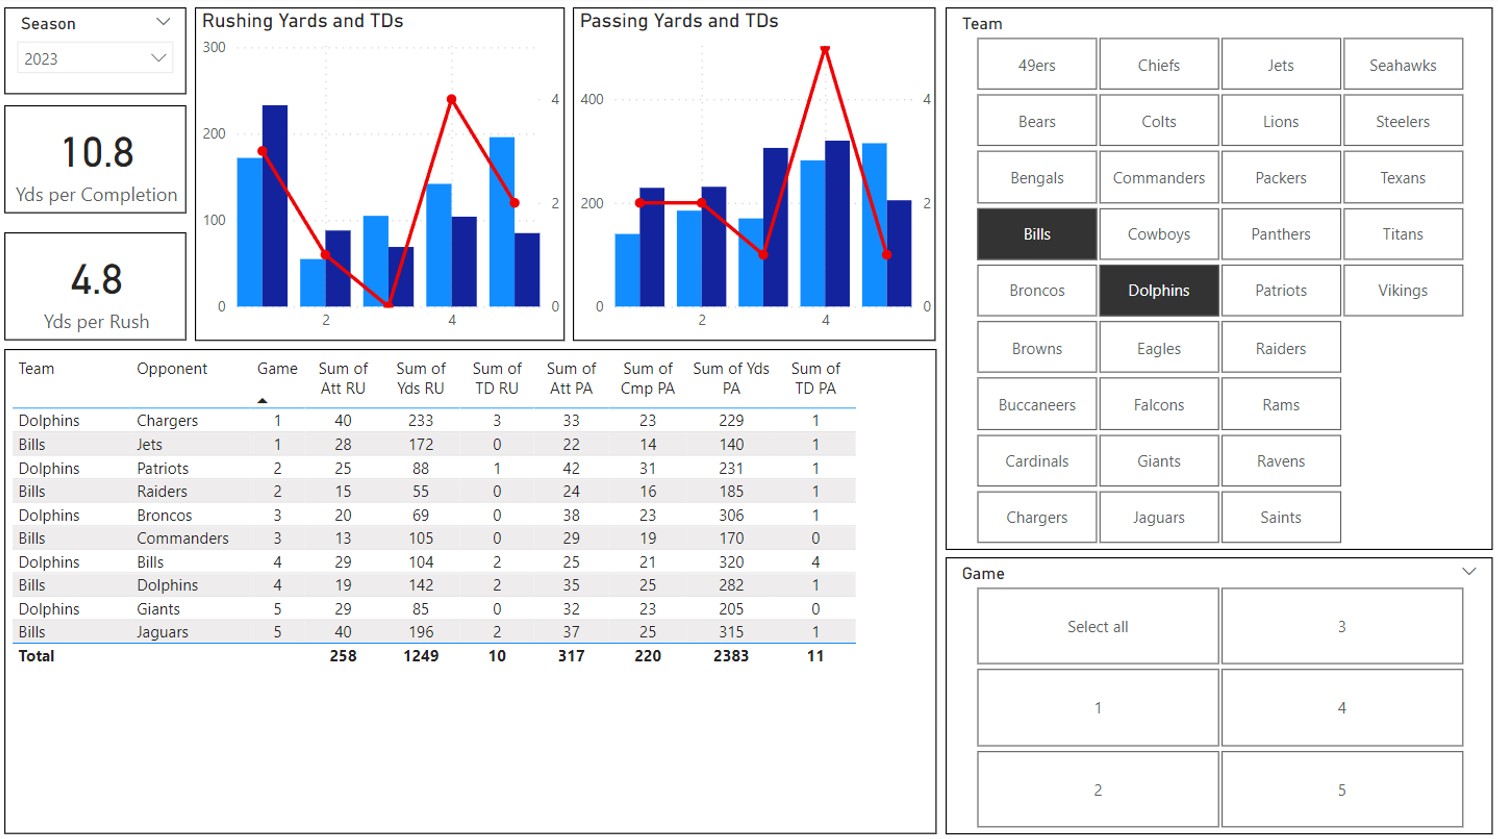 Season
2023
10.8
Yds per Completion
4.8
Yds per Rush
Rushing Yards and TDs
300
200
100
0
4
2
0
2 4
Passing Yards and TDs
400
200
0
4
2
0
2 4
Team Opponent Game Sum of Att RU Sum of Yds RU Sum of TD RU Sum of Att PA Sum of Cmp PA Sum of Yds PA Sum of TD PA
Dolphins Chargers 1 40 233 3 33 23 229 1
Bills Jets 1 28 172 0 22 14 140 1
Dolphins Patriots 2 25 88 1 42 31 231 1
Bills Raiders 2 15 55 0 24 16 185 1
Dolphins Broncos 3 20 69 0 38 23 306 1
Bills Commanders 3 13 105 0 29 19 170 0
Dolphins Bills 4 29 104 2 25 21 320 4
Bills Dolphins 4 19 142 2 35 25 282 1
Dolphins Giants 5 29 85 0 32 23 205 0
Bills Jaguars 5 40 196 2 37 25 315 1
Total 258 1249 10 317 220 2383 11
Team
49ers Chiefs Jets Seahawks
Bears Colts Lions Steelers
Bengals Commanders Packers Texans
Bills Cowboys Panthers Titans
Broncos Dolphins Patriots Vikings
Browns Eagles Raiders
Buccaneers Falcons Rams
Cardinals Giants Ravens
Chargers Jaguars Saints
Game
Select all 3
1 4
2 5